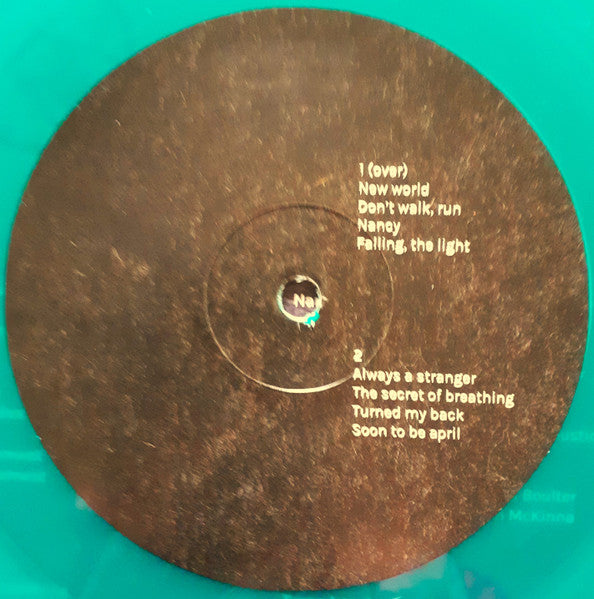 1 (over)
New world
Don't walk, run
Nancy
Falling, the light
Na
2
Always a stranger
The secret of breathing
Turned my back
Soon to be april
Boulter
McKinna